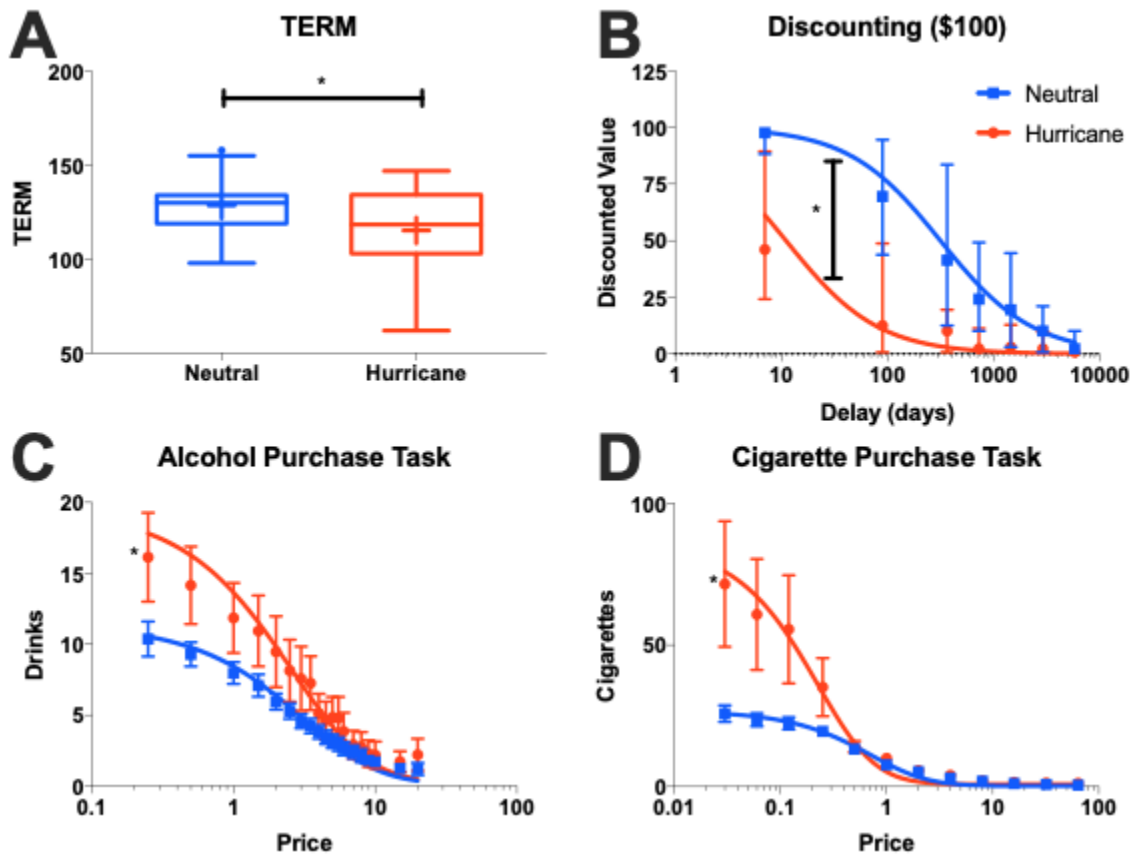 A
TERM
TERM
200
150
100
50
*
Neutral
Hurricane
B
Discounting ($100)
Discounted Value
125
100
75
50
25
0
*
Neutral
Hurricane
1
10
100
1000
10000
Delay (days)
C
Alcohol Purchase Task
Drinks
20
15
10
5
0
*
0.1
1
10
100
Price
D
Cigarette Purchase Task
Cigarettes
100
50
0
*
0.01
0.1
1
10
100
Price